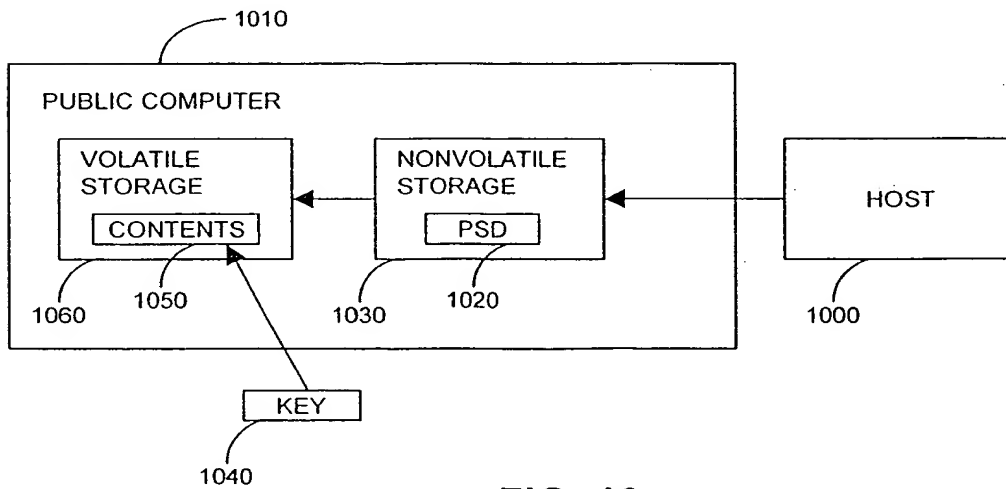 1010
PUBLIC COMPUTER
VOLATILE
STORAGE
CONTENTS
NONVOLATILE
STORAGE
PSD
HOST
1060
1050
1030
1020
1000
KEY
1040